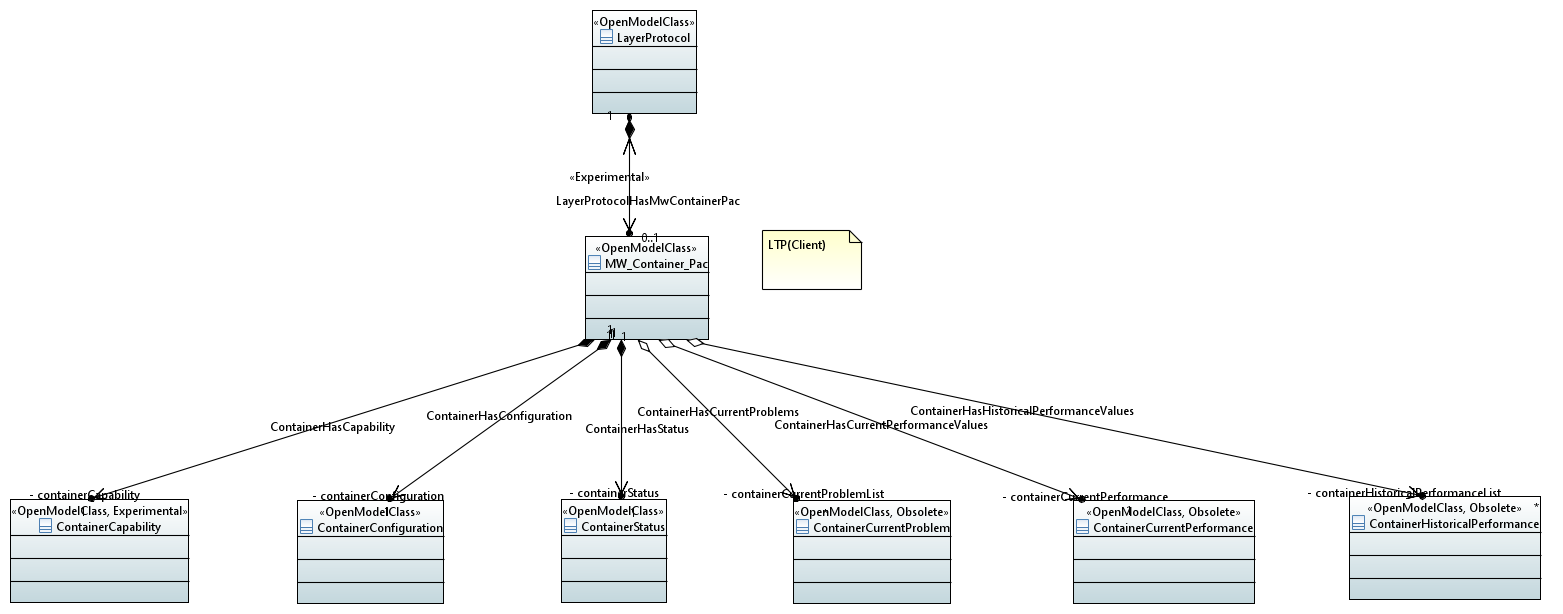 «OpenModelClass»
LayerProtocol
1
«Experimental»
LayerProtocolHasMwContainerPac
0..1
«OpenModelClass»
MW_Container_Pac
LTP(Client)
1
1
ContainerHasCapability
ContainerHasConfiguration
ContainerHasStatus
ContainerHasCurrentProblems
ContainerHasCurrentPerformanceValues
ContainerHasHistoricalPerformanceValues
- containerCapability
«OpenModelClass, Experimental»
ContainerCapability
- containerConfiguration
«OpenModelClass»
ContainerConfiguration
- containerStatus
«OpenModelClass»
ContainerStatus
- containerCurrentProblemList
«OpenModelClass, Obsolete»
ContainerCurrentProblem
- containerCurrentPerformance
1
«OpenModelClass, Obsolete»
ContainerCurrentPerformance
- containerHistoricalPerformanceList
«OpenModelClass, Obsolete» *
ContainerHistoricalPerformance